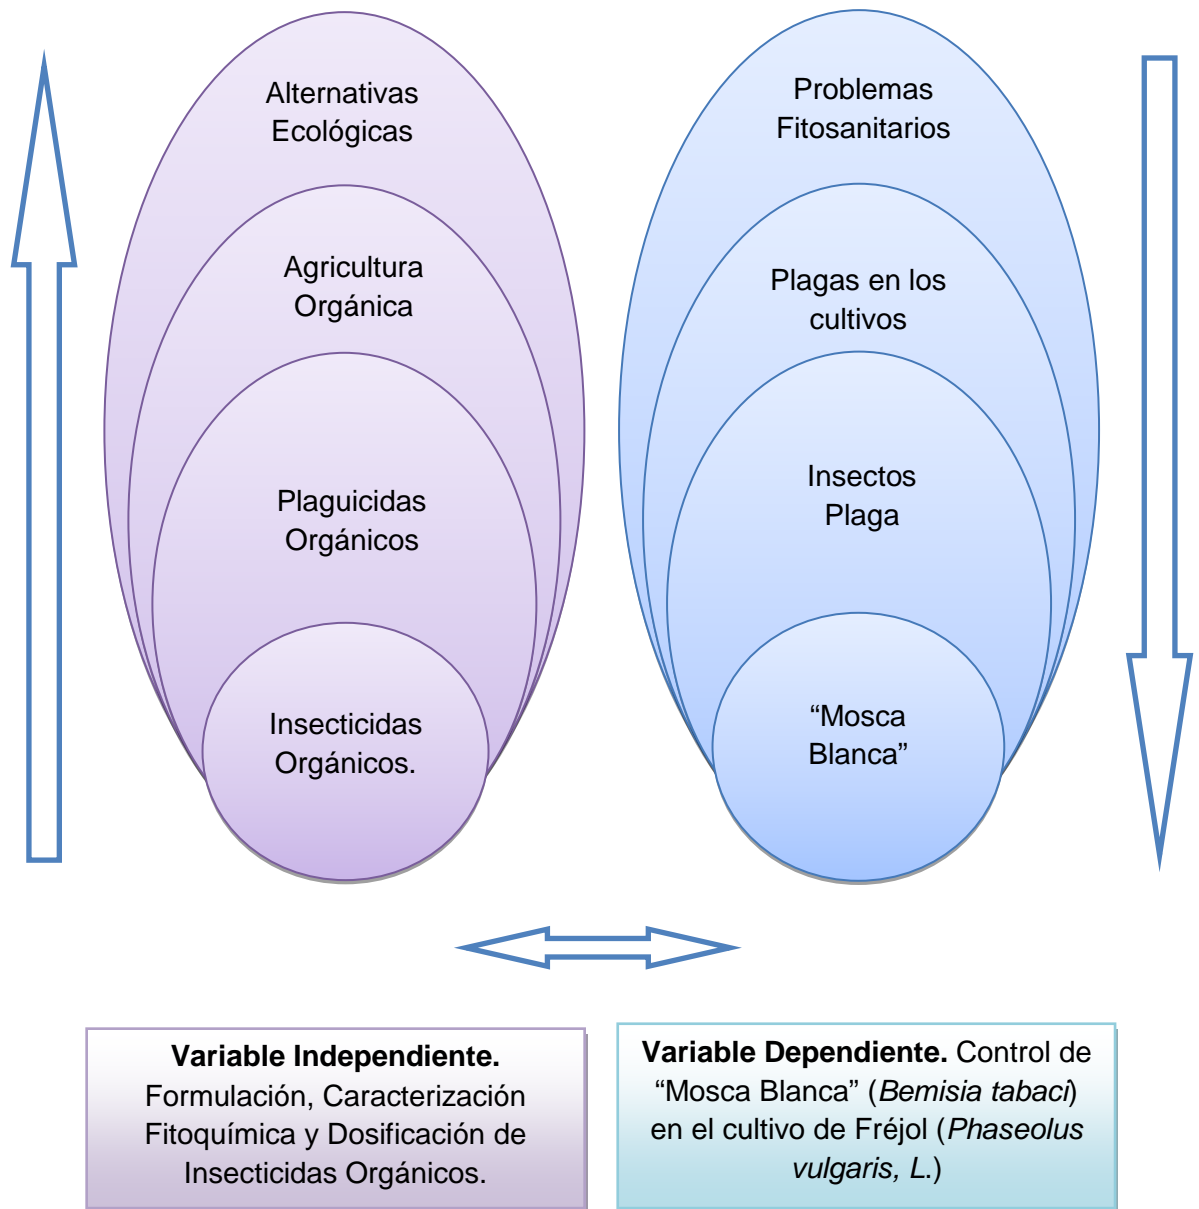 Alternativas
Ecológicas
Agricultura
Orgánica
Plaguicidas
Orgánicos
Insecticidas
Orgánicos.
Problemas
Fitosanitarios
Plagas en los
cultivos
Insectos
Plaga
“Mosca
Blanca”
Variable Independiente.
Formulación, Caracterización
Fitoquímica y Dosificación de
Insecticidas Orgánicos.
Variable Dependiente. Control de
“Mosca Blanca” (Bemisia tabaci)
en el cultivo de Fréjol (Phaseolus
vulgaris, L.)